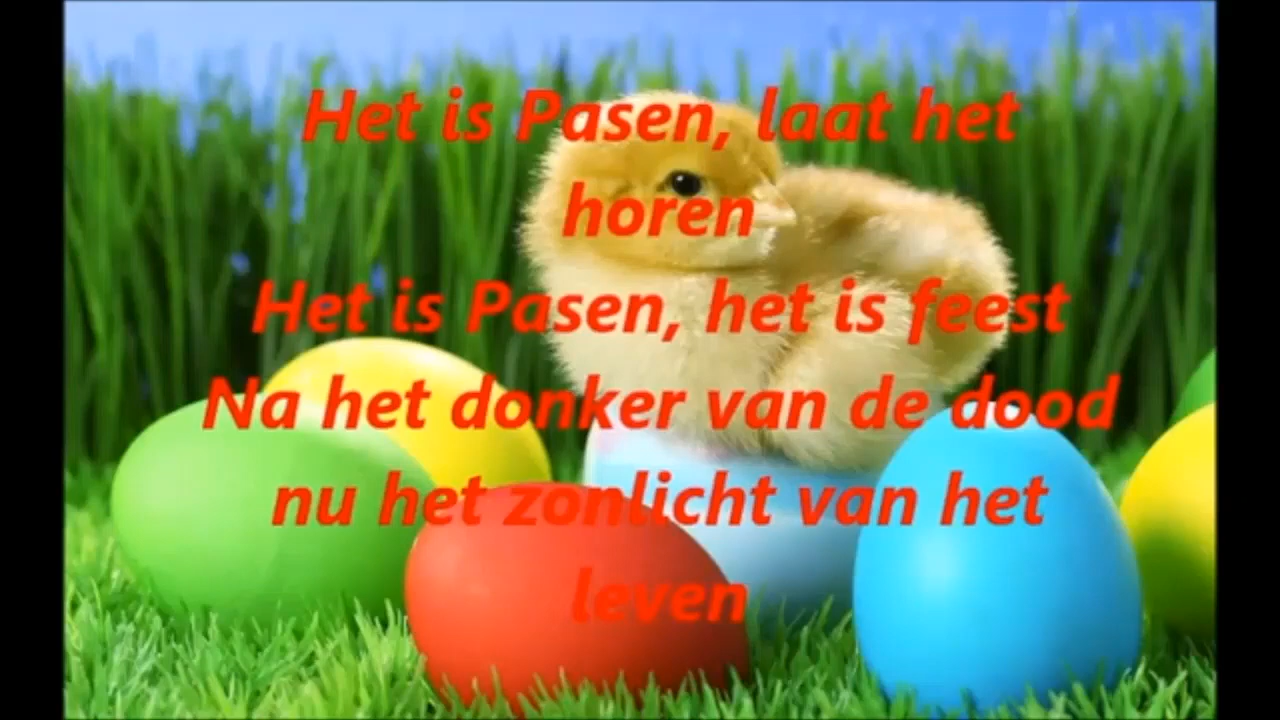 Het is Pasen, laat het
horen
Het is Pasen, het is feest
Na het donker van de dood
nu het zonlicht van het
leven